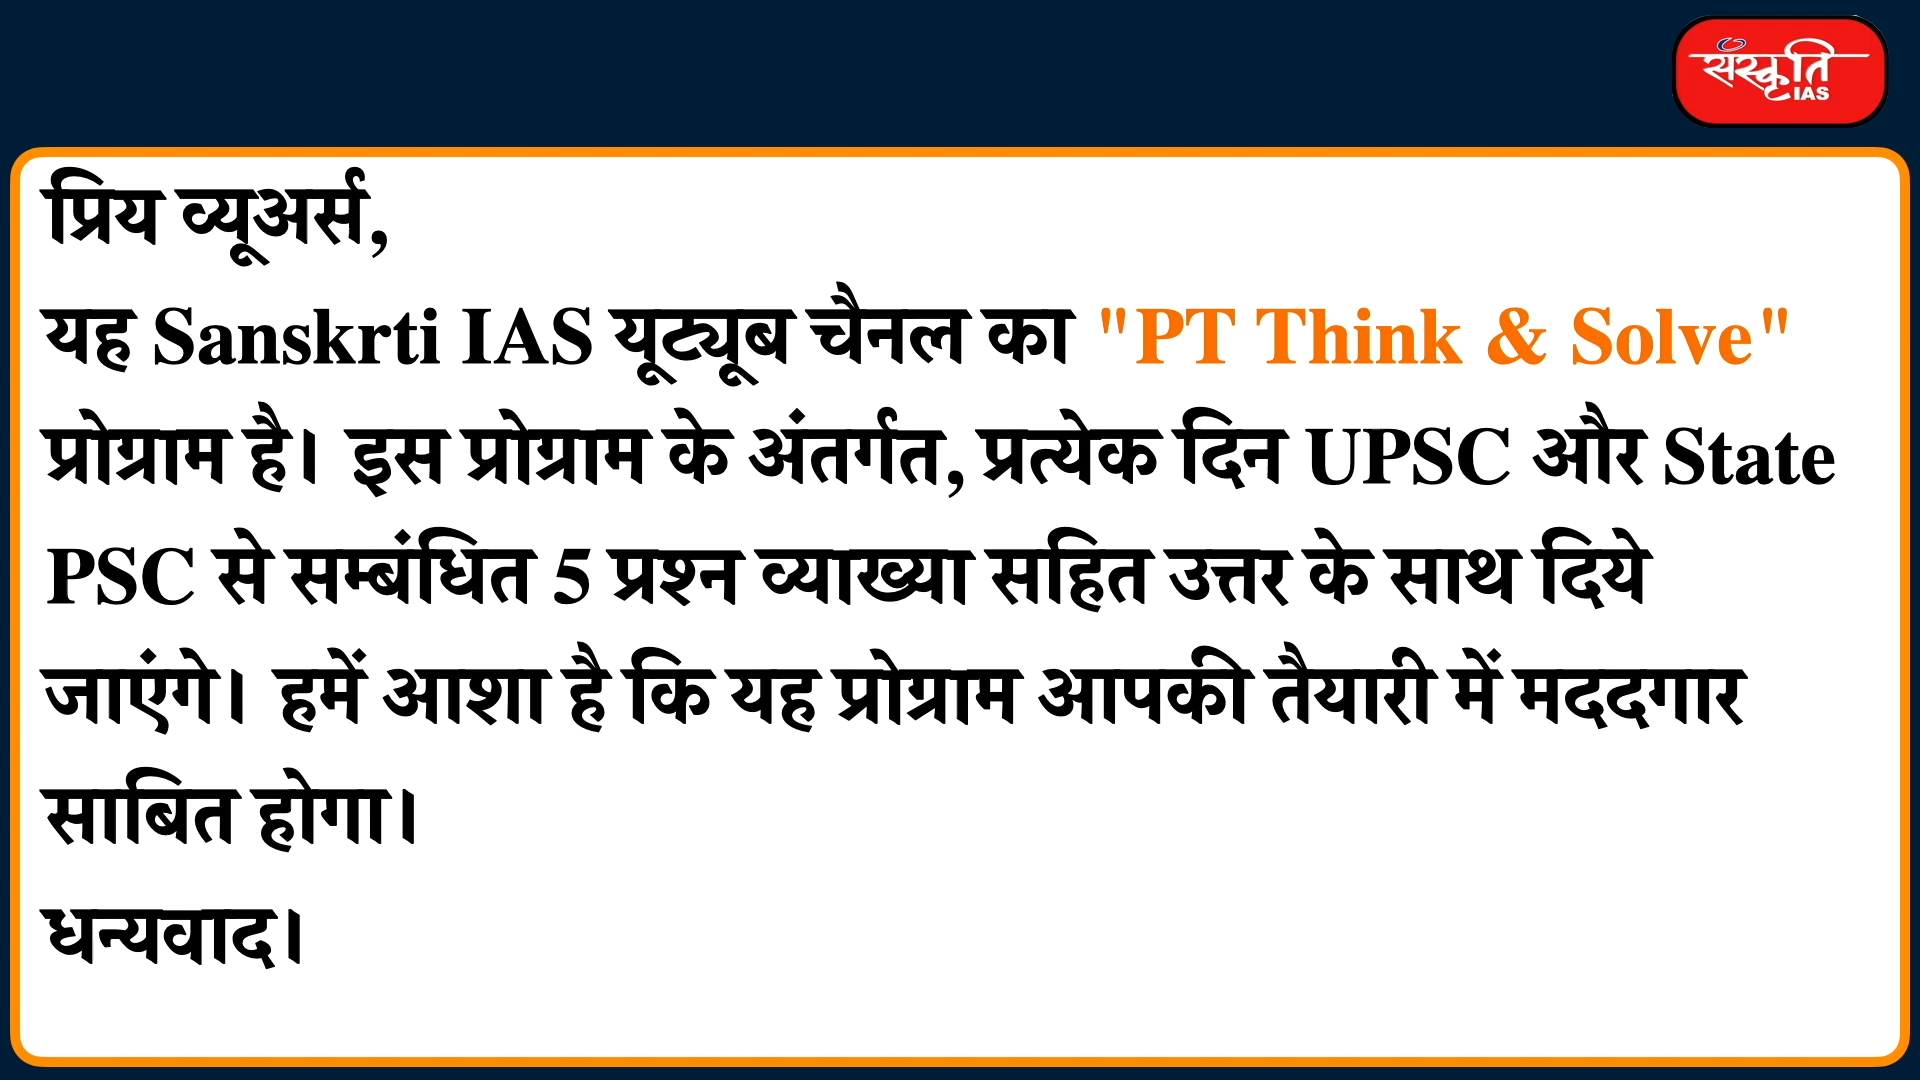 संस्कृति
IAS
प्रिय व्यूअर्स,
यह Sanskrti IAS यूट्यूब चैनल का "PT Think & Solve"
प्रोग्राम है। इस प्रोग्राम के अंतर्गत, प्रत्येक दिन UPSC और State
PSC से सम्बंधित 5 प्रश्न व्याख्या सहित उत्तर के साथ दिये
जाएंगे। हमें आशा है कि यह प्रोग्राम आपकी तैयारी में मददगार
साबित होगा।
धन्यवाद।